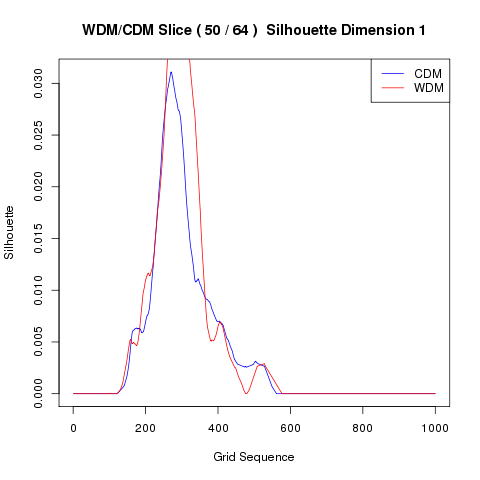 WDM/CDM Slice ( 50 / 64 )  Silhouette Dimension 1
CDM
WDM
Silhouette
0.030
0.025
0.020
0.015
0.010
0.005
0.000
0 200 400 600 800 1000
Grid Sequence